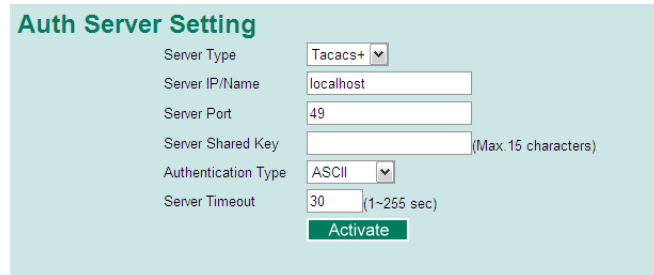 Auth Server Setting
Server Type Tacacs+
Server IP/Name localhost
Server Port 49
Server Shared Key (Max.15 characters)
Authentication Type ASCII
Server Timeout 30 (1~255 sec)
Activate